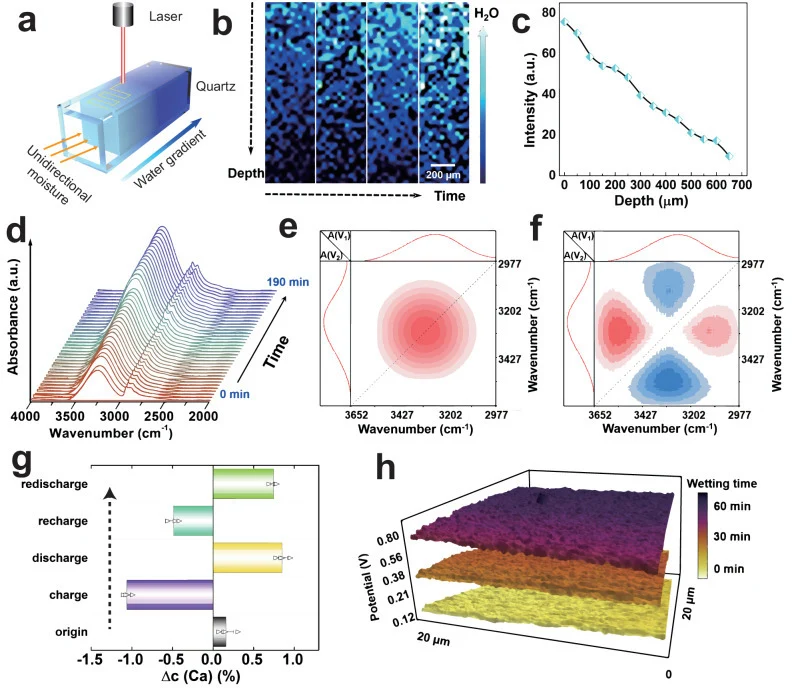 a
Laser
Quartz
Unidirectional
moisture
Water gradient
b
H₂O
Depth
200 μm
Time
c
Intensity (a.u.)
80
60
40
20
0
0 100 200 300 400 500 600 700
Depth (μm)
d
Absorbance (a.u.)
190 min
Time
0 min
4000 3500 3000 2500 2000
Wavenumber (cm⁻¹)
e
A(V₁)
A(V₂)
2977
3202
3427
Wavenumber (cm⁻¹)
3652 3427 3202 2977
Wavenumber (cm⁻¹)
f
A(V₁)
A(V₂)
2977
3202
3427
Wavenumber (cm⁻¹)
3652 3427 3202 2977
Wavenumber (cm⁻¹)
g
redischarge
recharge
discharge
charge
origin
-1.5 -1.0 -0.5 0.0 0.5 1.0
Δc (Ca) (%)
h
Wetting time
60 min
30 min
0 min
Potential (V)
0.80
0.56
0.38
0.21
0.12
20 μm
20 μm
0